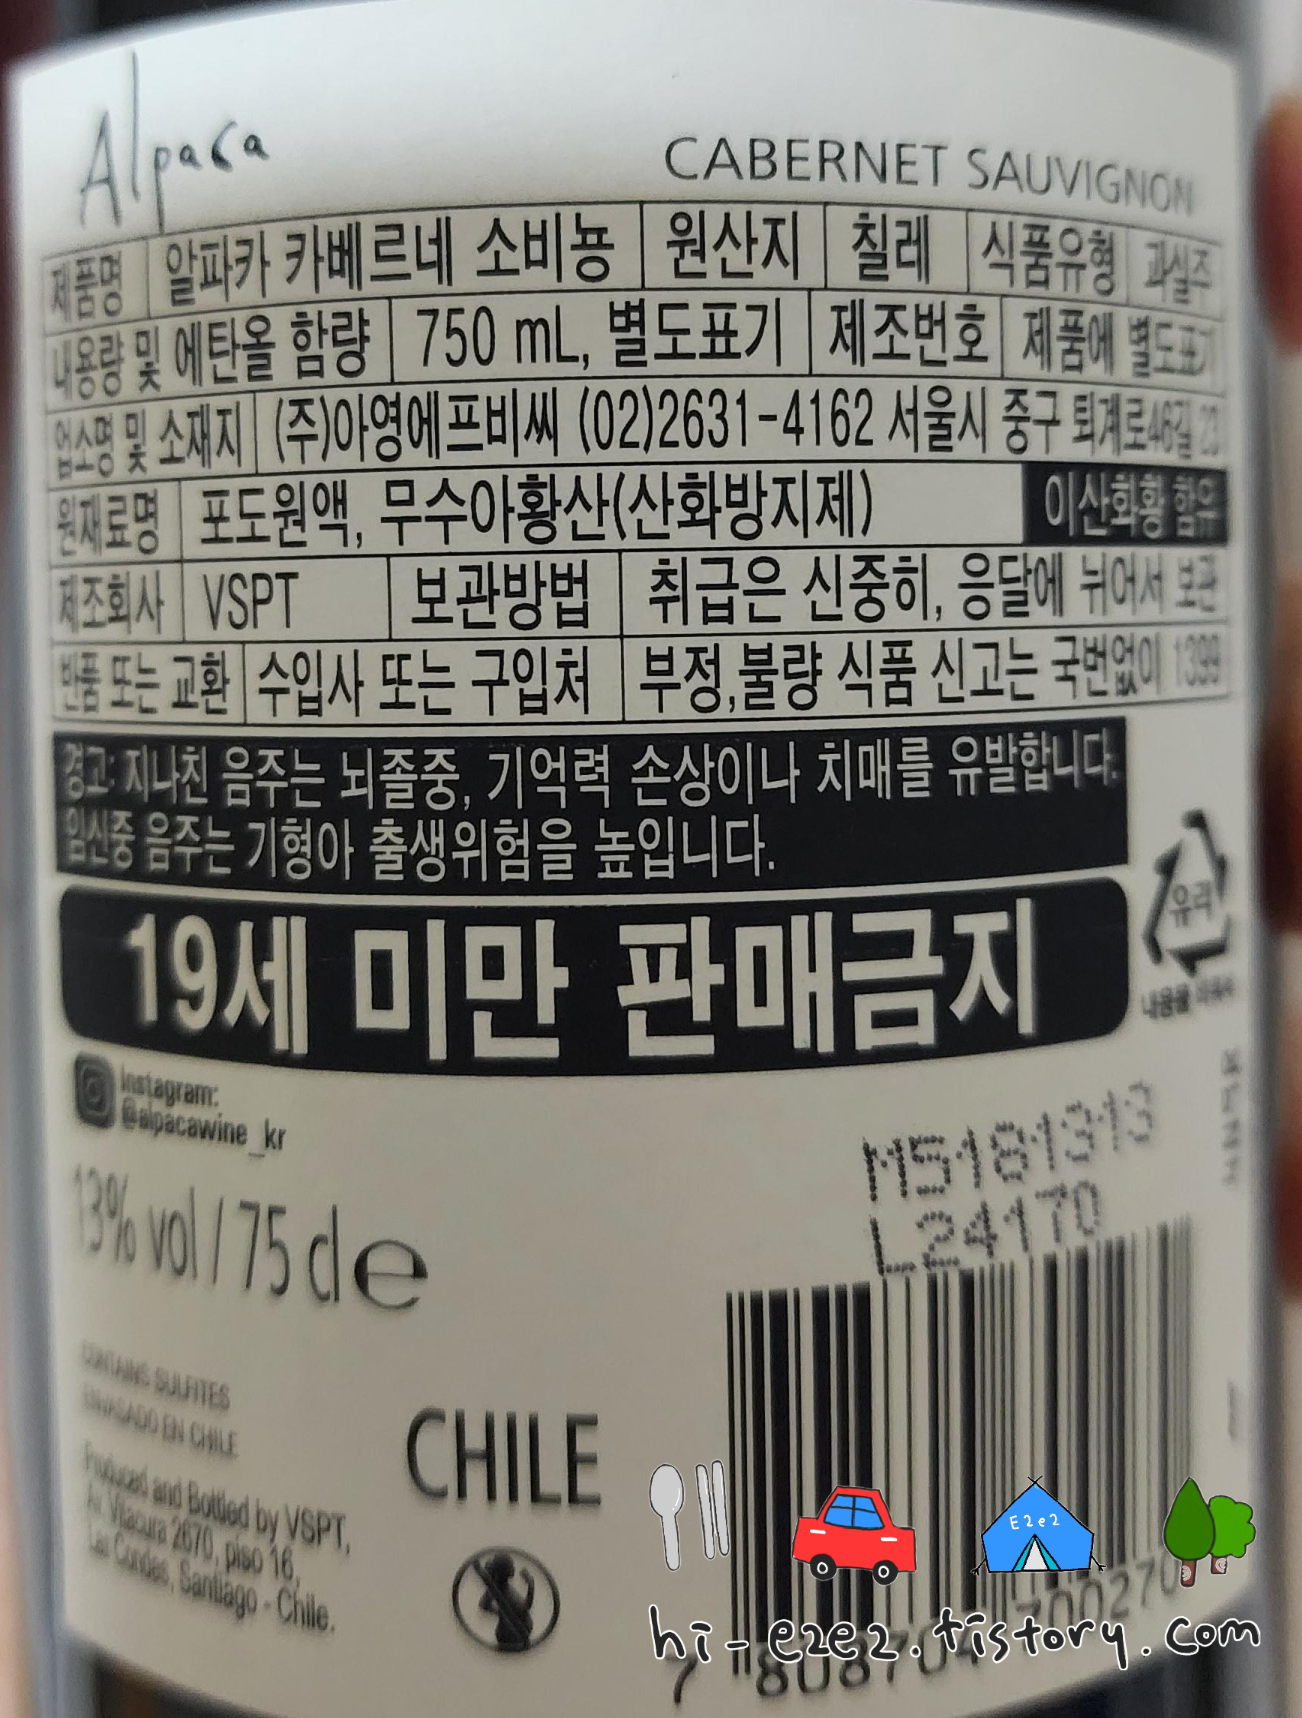 Alpaca
CABERNET SAUVIGNON
제품명 알파카 카베르네 소비뇽 원산지 칠레 식품유형 과실주
내용량 및 에탄올 함량 750 mL, 별도표기 제조번호 제품에 별도표기
업소명 및 소재지 (주)아영에프비씨 (02)2631-4162 서울시 중구 퇴계로46길 23
원재료명 포도원액, 무수아황산(산화방지제) 이산화황 함유
제조회사 VSPT 보관방법 취급은 신중히, 응달에 뉘어서 보관
반품 또는 교환 수입사 또는 구입처 부정,불량 식품 신고는 국번없이 1399
경고: 지나친 음주는 뇌졸중, 기억력 손상이나 치매를 유발합니다.
임신중 음주는 기형아 출생위험을 높입니다.
유리
내용물
19세 미만 판매금지
Instagram:
@alpacawine_kr
M5181313
L24170
13% vol / 75 cl e
CONTAINS SULFITES
ENVASADO EN CHILE
CHILE
Produced and Bottled by VSPT,
Av. Vitacura 2670, piso 16,
Las Condes, Santiago - Chile.
E2e2
hi-e2e2.tistory.com